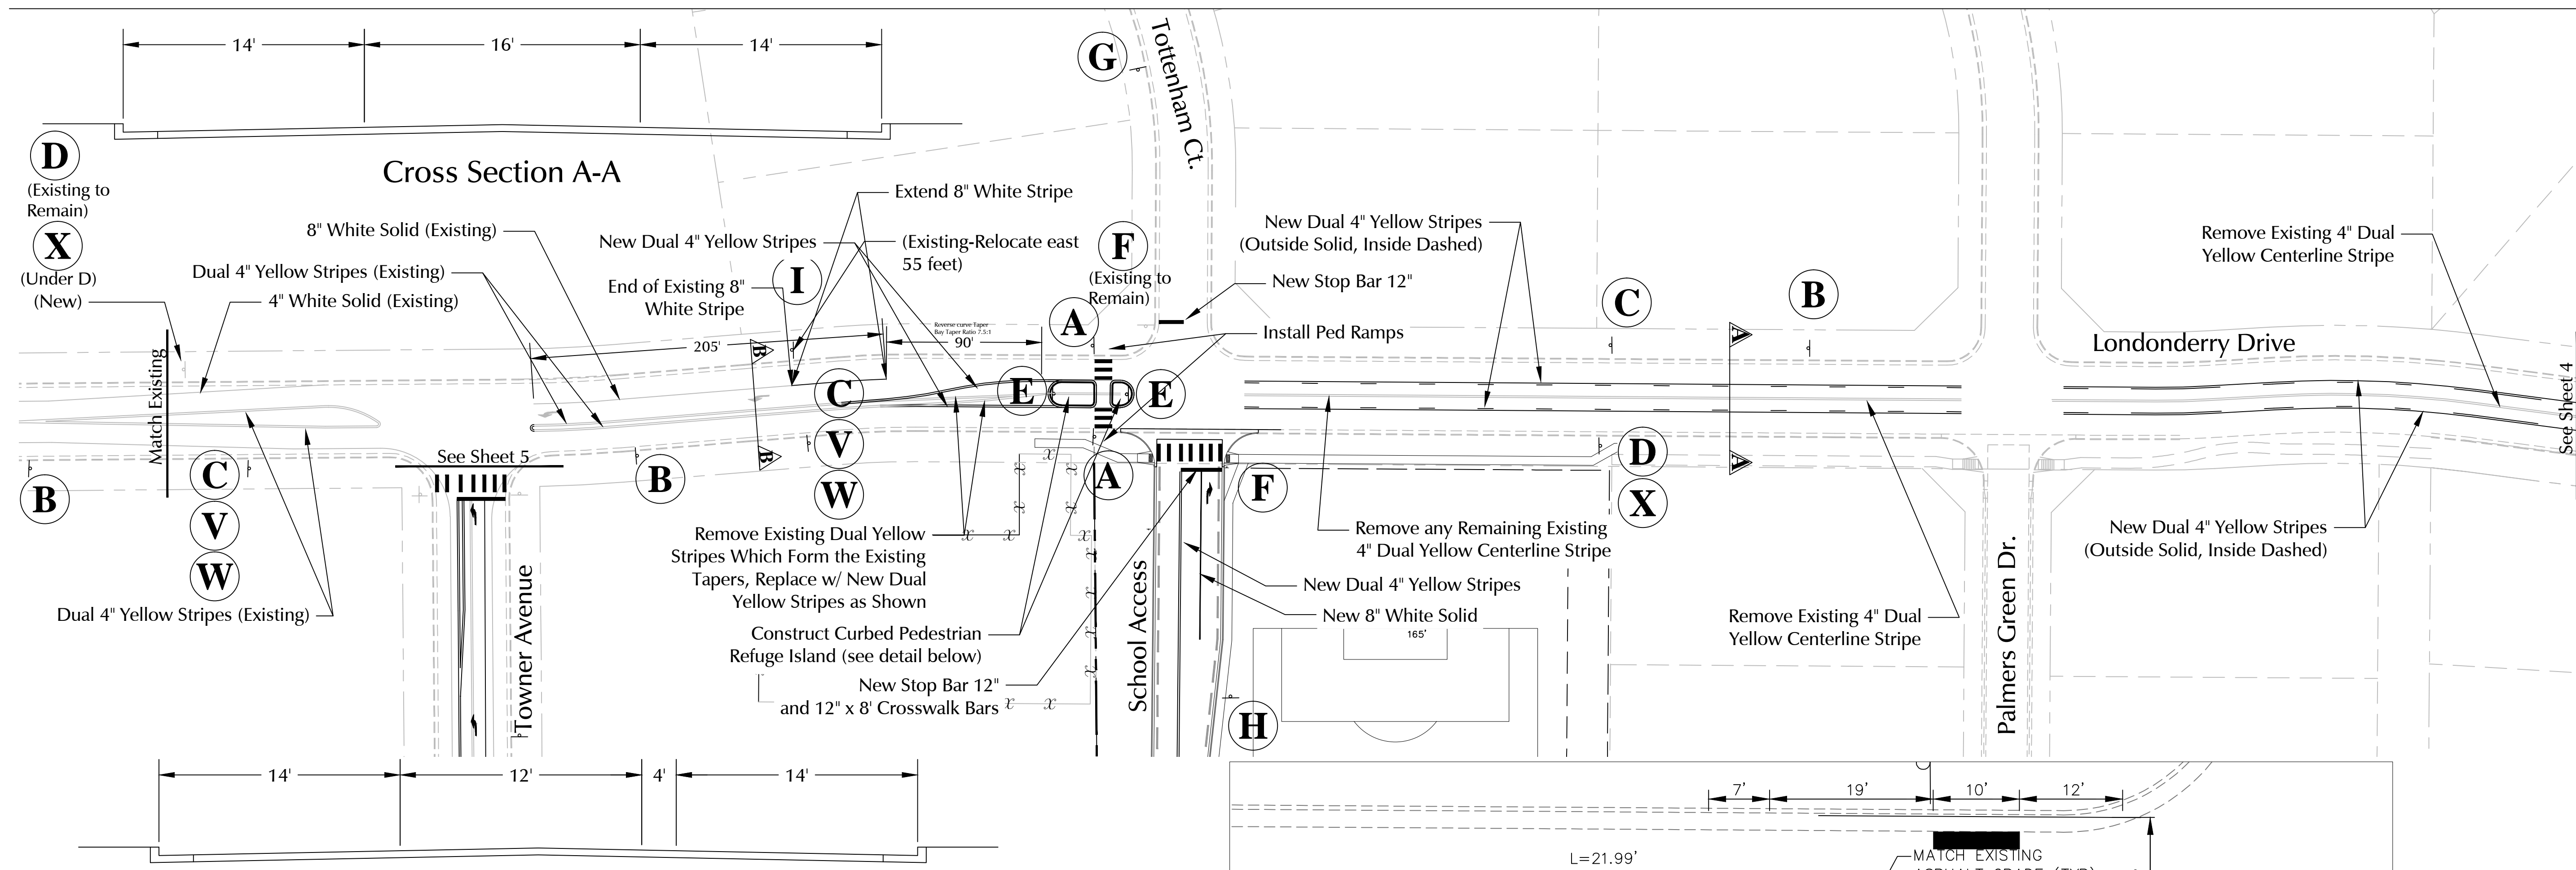 14'
16'
14'
Cross Section A-A
D
(Existing to
Remain)
X
(Under D)
(New)
8" White Solid (Existing)
Dual 4" Yellow Stripes (Existing)
4" White Solid (Existing)
Match Existing
B
C
V
W
Dual 4" Yellow Stripes (Existing)
See Sheet 5
Towner Avenue
New Dual 4" Yellow Stripes
End of Existing 8"
White Stripe
I
Extend 8" White Stripe
(Existing-Relocate east
55 feet)
205'
Reverse curve Taper
Bay Taper Ratio 7.5:1
90'
B
B
B
C
V
W
E
E
A
A
G
Tottenham Ct.
F
(Existing to
Remain)
New Stop Bar 12"
Install Ped Ramps
New Dual 4" Yellow Stripes
(Outside Solid, Inside Dashed)
Remove Existing Dual Yellow
Stripes Which Form the Existing
Tapers, Replace w/ New Dual
Yellow Stripes as Shown
Construct Curbed Pedestrian
Refuge Island (see detail below)
New Stop Bar 12"
and 12" x 8' Crosswalk Bars
x x x x x x x x x x x x x x x x
School Access
F
H
Remove any Remaining Existing
4" Dual Yellow Centerline Stripe
New Dual 4" Yellow Stripes
New 8" White Solid
165'
C
B
A
A
D
X
Remove Existing 4" Dual
Yellow Centerline Stripe
Palmers Green Dr.
Londonderry Drive
Remove Existing 4" Dual
Yellow Centerline Stripe
New Dual 4" Yellow Stripes
(Outside Solid, Inside Dashed)
See Sheet 4
14'
12'
4'
14'
7'
19'
10'
12'
L=21.99'
MATCH EXISTING